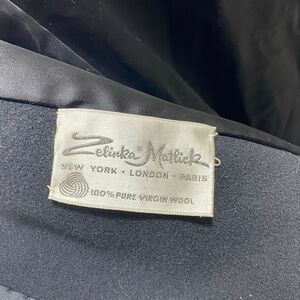 Zelinka-Matlick
NEW YORK • LONDON • PARIS
100% PURE VIRGIN WOOL